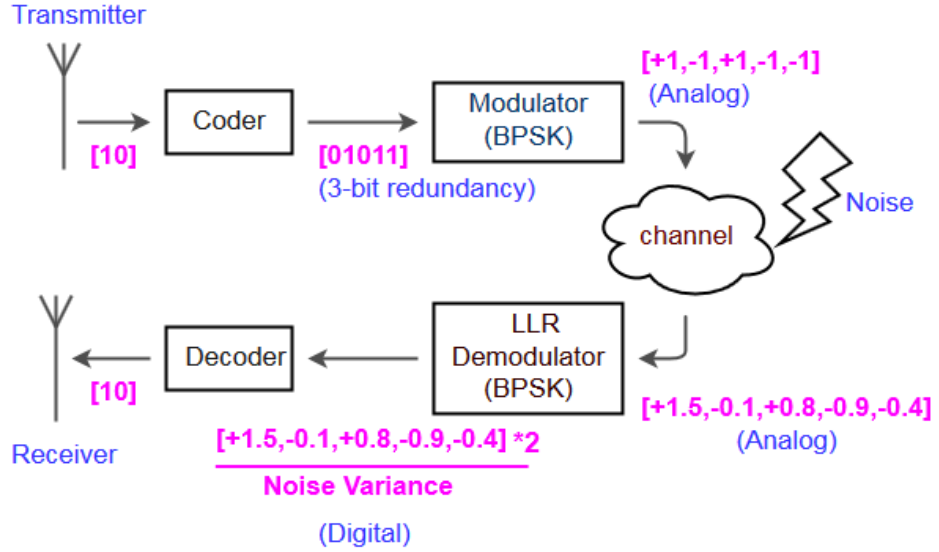 Transmitter
[+1,-1,+1,-1,-1]
(Analog)
Coder
Modulator
(BPSK)
[10]
[01011]
(3-bit redundancy)
Noise
channel
LLR
Demodulator
(BPSK)
Decoder
[10]
[+1.5,-0.1,+0.8,-0.9,-0.4]
(Analog)
[+1.5,-0.1,+0.8,-0.9,-0.4] *2
Receiver
Noise Variance
(Digital)